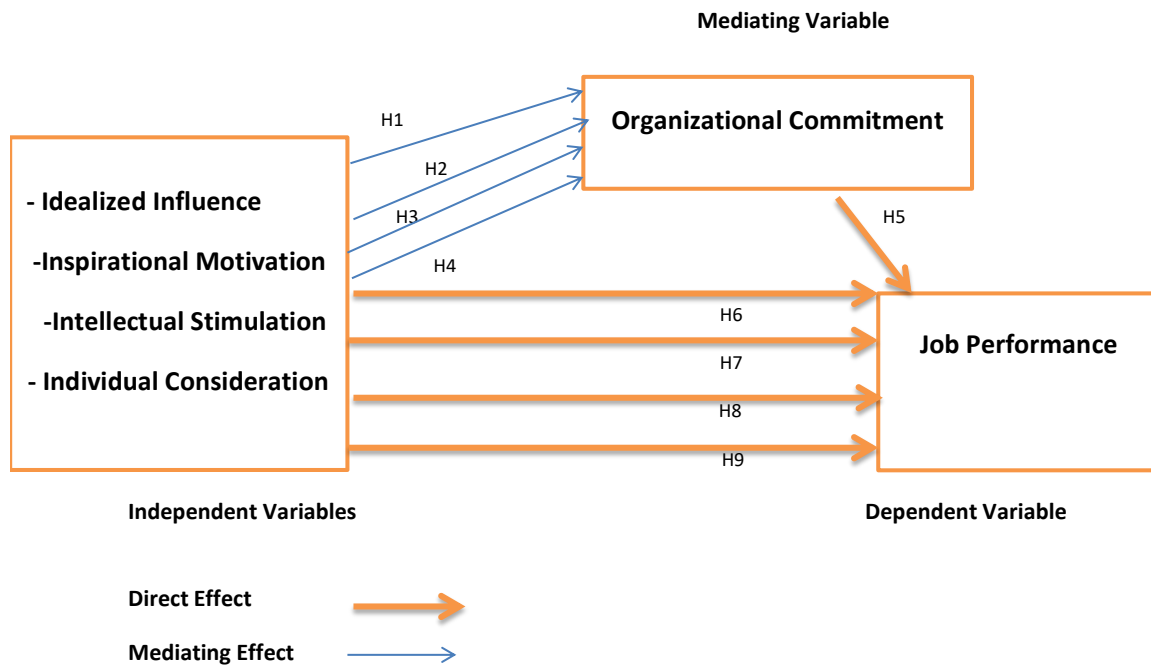 Mediating Variable
Organizational Commitment
H1
H2
H3
H4
H5
- Idealized Influence
-Inspirational Motivation
-Intellectual Stimulation
- Individual Consideration
H6
H7
H8
H9
Job Performance
Independent Variables
Dependent Variable
Direct Effect
Mediating Effect